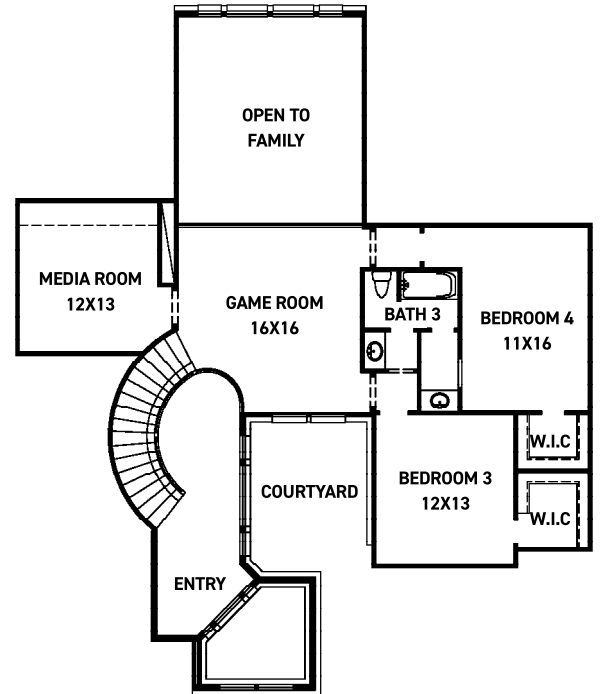 OPEN TO
FAMILY
MEDIA ROOM
12X13
GAME ROOM
16X16
BATH 3
BEDROOM 4
11X16
W.I.C
BEDROOM 3
12X13
COURTYARD
W.I.C
ENTRY